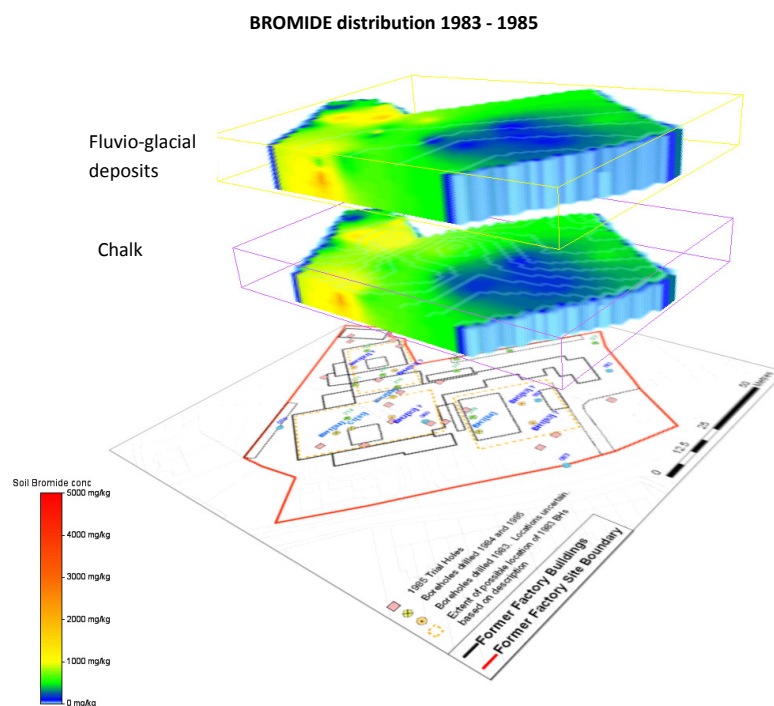 BROMIDE distribution 1983 - 1985
Fluvio-glacial
deposits
Chalk
Soil Bromide conc
5000 mg/kg
4000 mg/kg
3000 mg/kg
2000 mg/kg
1000 mg/kg
0 mg/kg
0
12.5
25
50
Metres
1985 Trial Holes
Boreholes drilled 1984 and 1985
Boreholes drilled 1983. Locations uncertain.
Extent of possible location of 1983 BHs
based on description
Former Factory Buildings
Former Factory Site Boundary